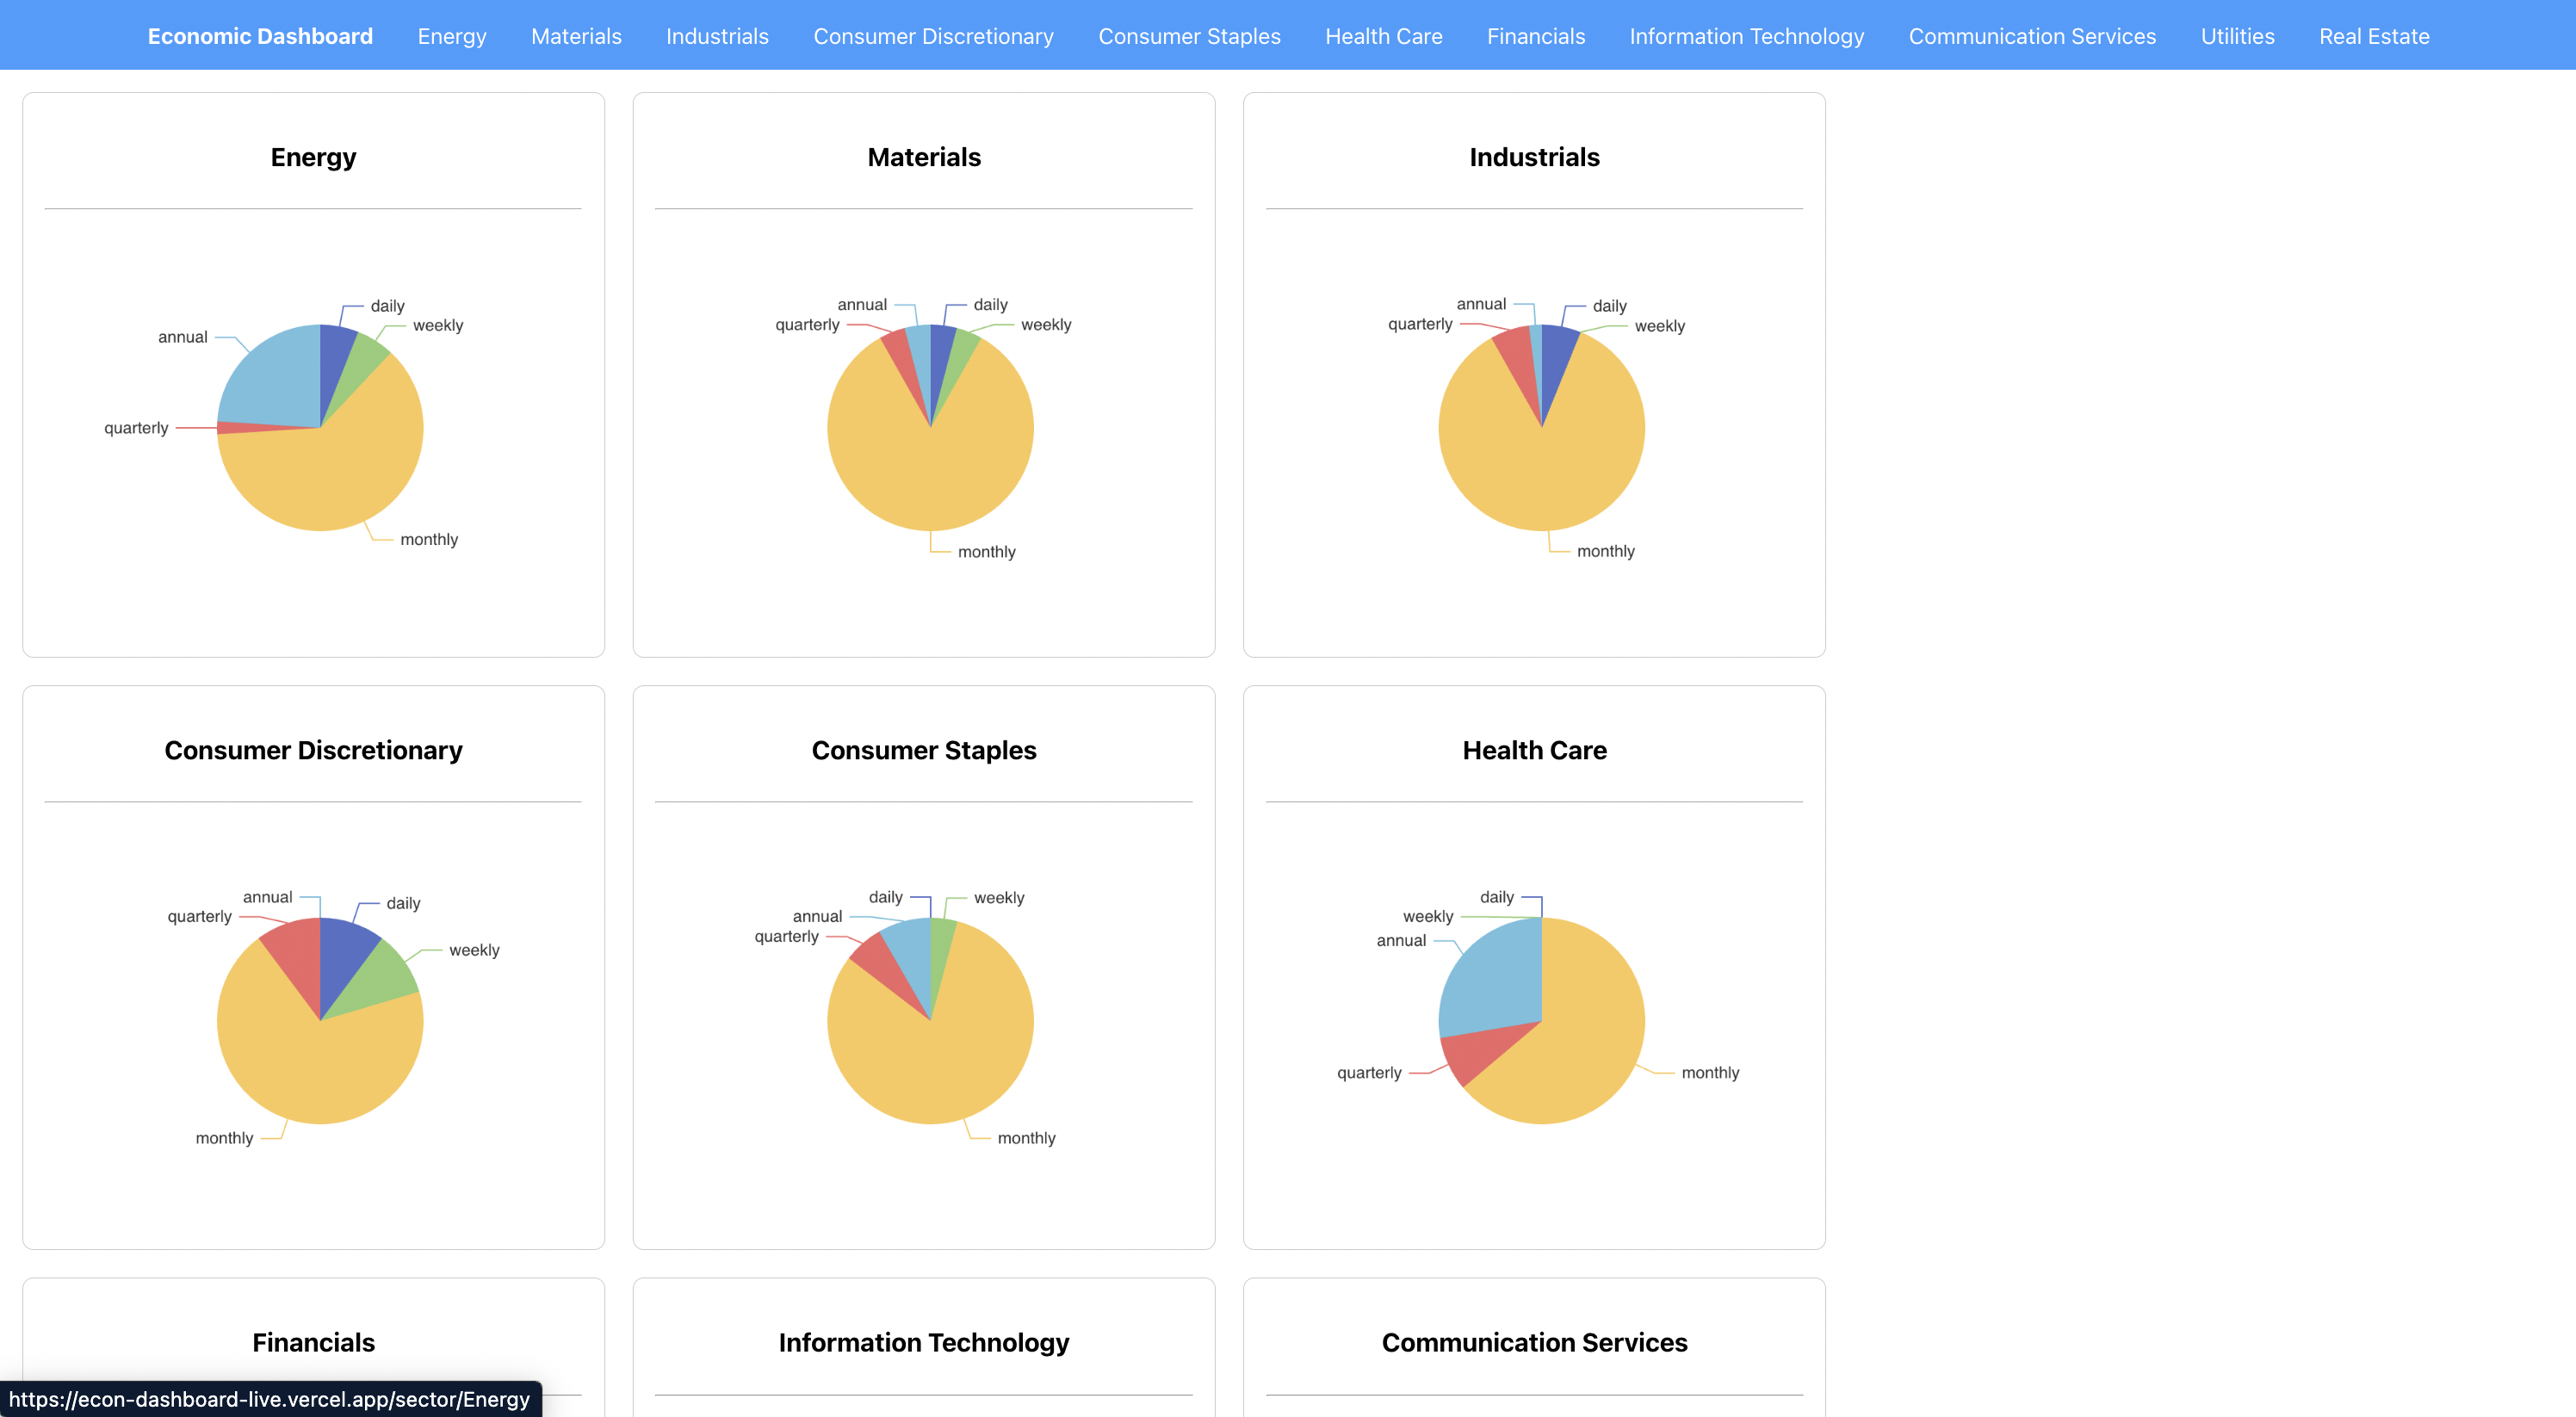 Economic Dashboard Energy Materials Industrials Consumer Discretionary Consumer Staples Health Care Financials Information Technology Communication Services Utilities Real Estate
Energy
daily
weekly
annual
quarterly
monthly
Materials
annual
daily
quarterly
weekly
monthly
Industrials
annual
daily
quarterly
weekly
monthly
Consumer Discretionary
annual
daily
quarterly
weekly
monthly
Consumer Staples
daily
weekly
annual
quarterly
monthly
Health Care
daily
weekly
annual
quarterly
monthly
Financials
Information Technology
Communication Services
https://econ-dashboard-live.vercel.app/sector/Energy